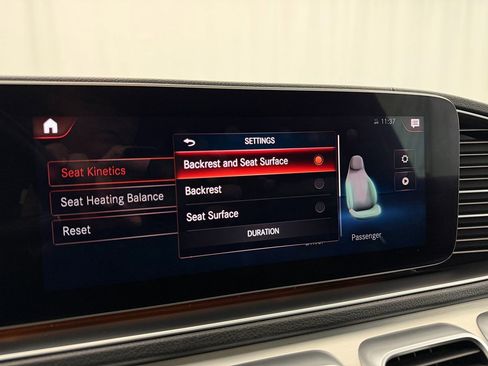 11:37
SETTINGS
Seat Kinetics
Backrest and Seat Surface
Seat Heating Balance
Backrest
Reset
Seat Surface
DURATION
Passenger